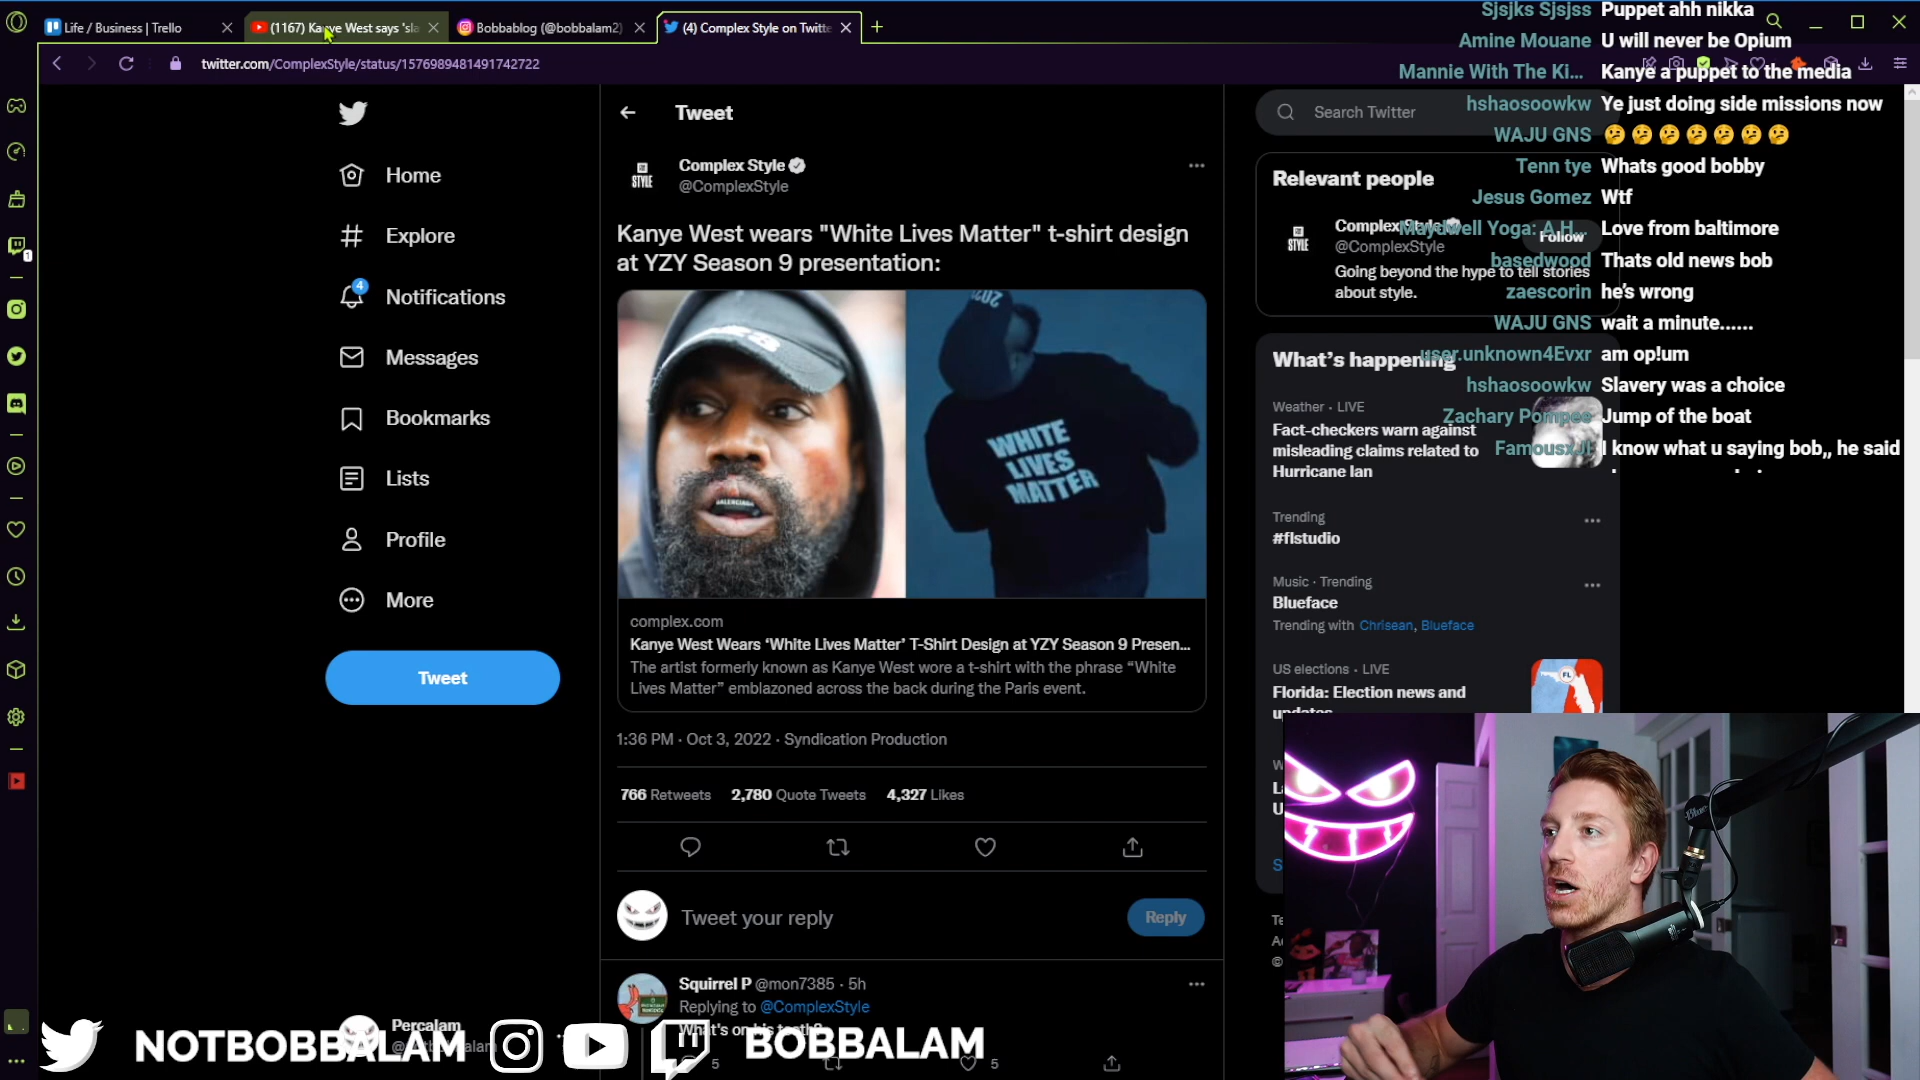 Life / Business | Trello
(1167) Kanye West says 'sla
Bobbablog (@bobbalam2)
(4) Complex Style on Twitte
twitter.com/ComplexStyle/status/1576989481491742722
1
Home
Explore
4
Notifications
Messages
Bookmarks
Lists
Profile
More
Tweet
Percalam
Tweet
STYLE
Complex Style
@ComplexStyle
Kanye West wears "White Lives Matter" t-shirt design
at YZY Season 9 presentation:
2024
BALENCIAGA
WHITE
LIVES
MATTER
complex.com
Kanye West Wears ‘White Lives Matter’ T-Shirt Design at YZY Season 9 Presen...
The artist formerly known as Kanye West wore a t-shirt with the phrase “White
Lives Matter” emblazoned across the back during the Paris event.
1:36 PM · Oct 3, 2022 · Syndication Production
766 Retweets 2,780 Quote Tweets 4,327 Likes
Tweet your reply
Reply
Squirrel P @mon7385 · 5h
Replying to @ComplexStyle
What's on his teeth?
5
5
Search Twitter
Relevant people
STYLE
Complex Style
@ComplexStyle
Follow
Going beyond the hype to tell stories
about style.
What’s happening
Weather · LIVE
Fact-checkers warn against
misleading claims related to
Hurricane Ian
Trending
#flstudio
Music · Trending
Blueface
Trending with Chrisean, Blueface
US elections · LIVE
FL
Florida: Election news and
updates
Sjsjks Sjsjss Puppet ahh nikka
Amine Mouane U will never be Opium
Mannie With The Ki... Kanye a puppet to the media
hshaosoowkw Ye just doing side missions now
WAJU GNS 🤔🤔🤔🤔🤔🤔🤔
Tenn tye Whats good bobby
Jesus Gomez Wtf
Maydwell Yoga: A H... Love from baltimore
basedwood Thats old news bob
zaescorin he's wrong
WAJU GNS wait a minute......
user.unknown4Evxr am op!um
hshaosoowkw Slavery was a choice
Zachary Pompee Jump of the boat
FamousxJl I know what u saying bob,, he said
NOTBOBBALAM
BOBBALAM